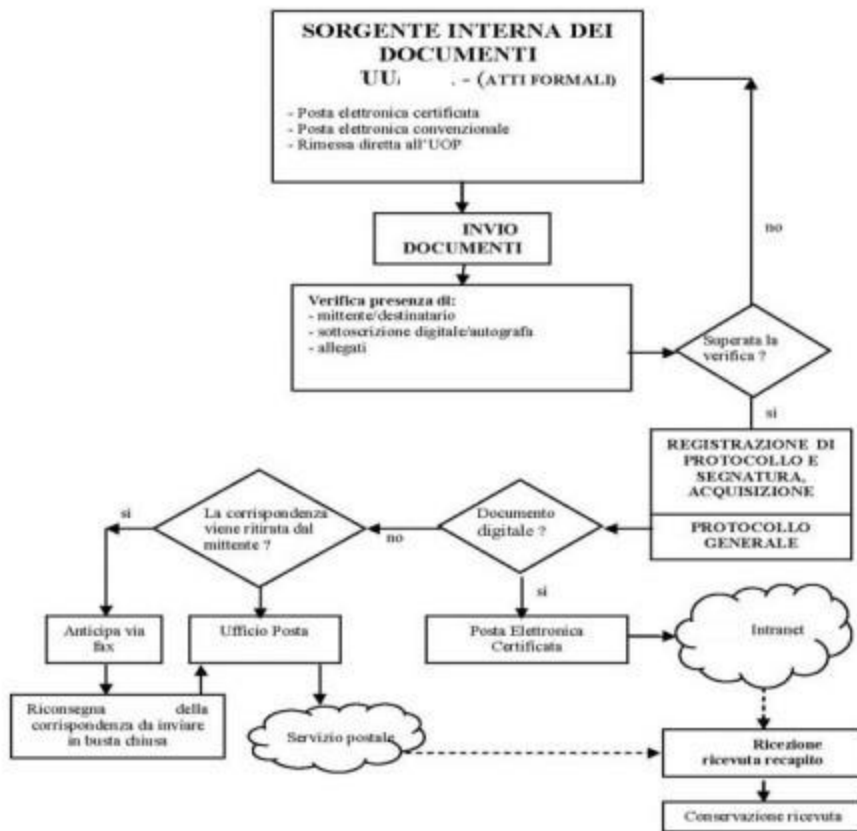 SORGENTE INTERNA DEI
DOCUMENTI
- (ATTI FORMALI)
- Posta elettronica certificata
- Posta elettronica convenzionale
- Rimessa diretta all'UOP
INVIO
DOCUMENTI
no
Verifica presenza di:
- mittente/destinatario
- sottoscrizione digitale/autografa
- allegati
Superata la
verifica ?
si
REGISTRAZIONE DI
PROTOCOLLO E
SEGNATURA,
ACQUISIZIONE
PROTOCOLLO
GENERALE
Documento
digitale ?
no
La corrispondenza
viene ritirata dal
mittente ?
si
si
Anticipa via
fax
Ufficio Posta
Posta Elettronica
Certificata
Intranet
Riconsegna della
corrispondenza da inviare
in busta chiusa
Servizio postale
Ricezione
ricevuta recapito
Conservazione ricevuta